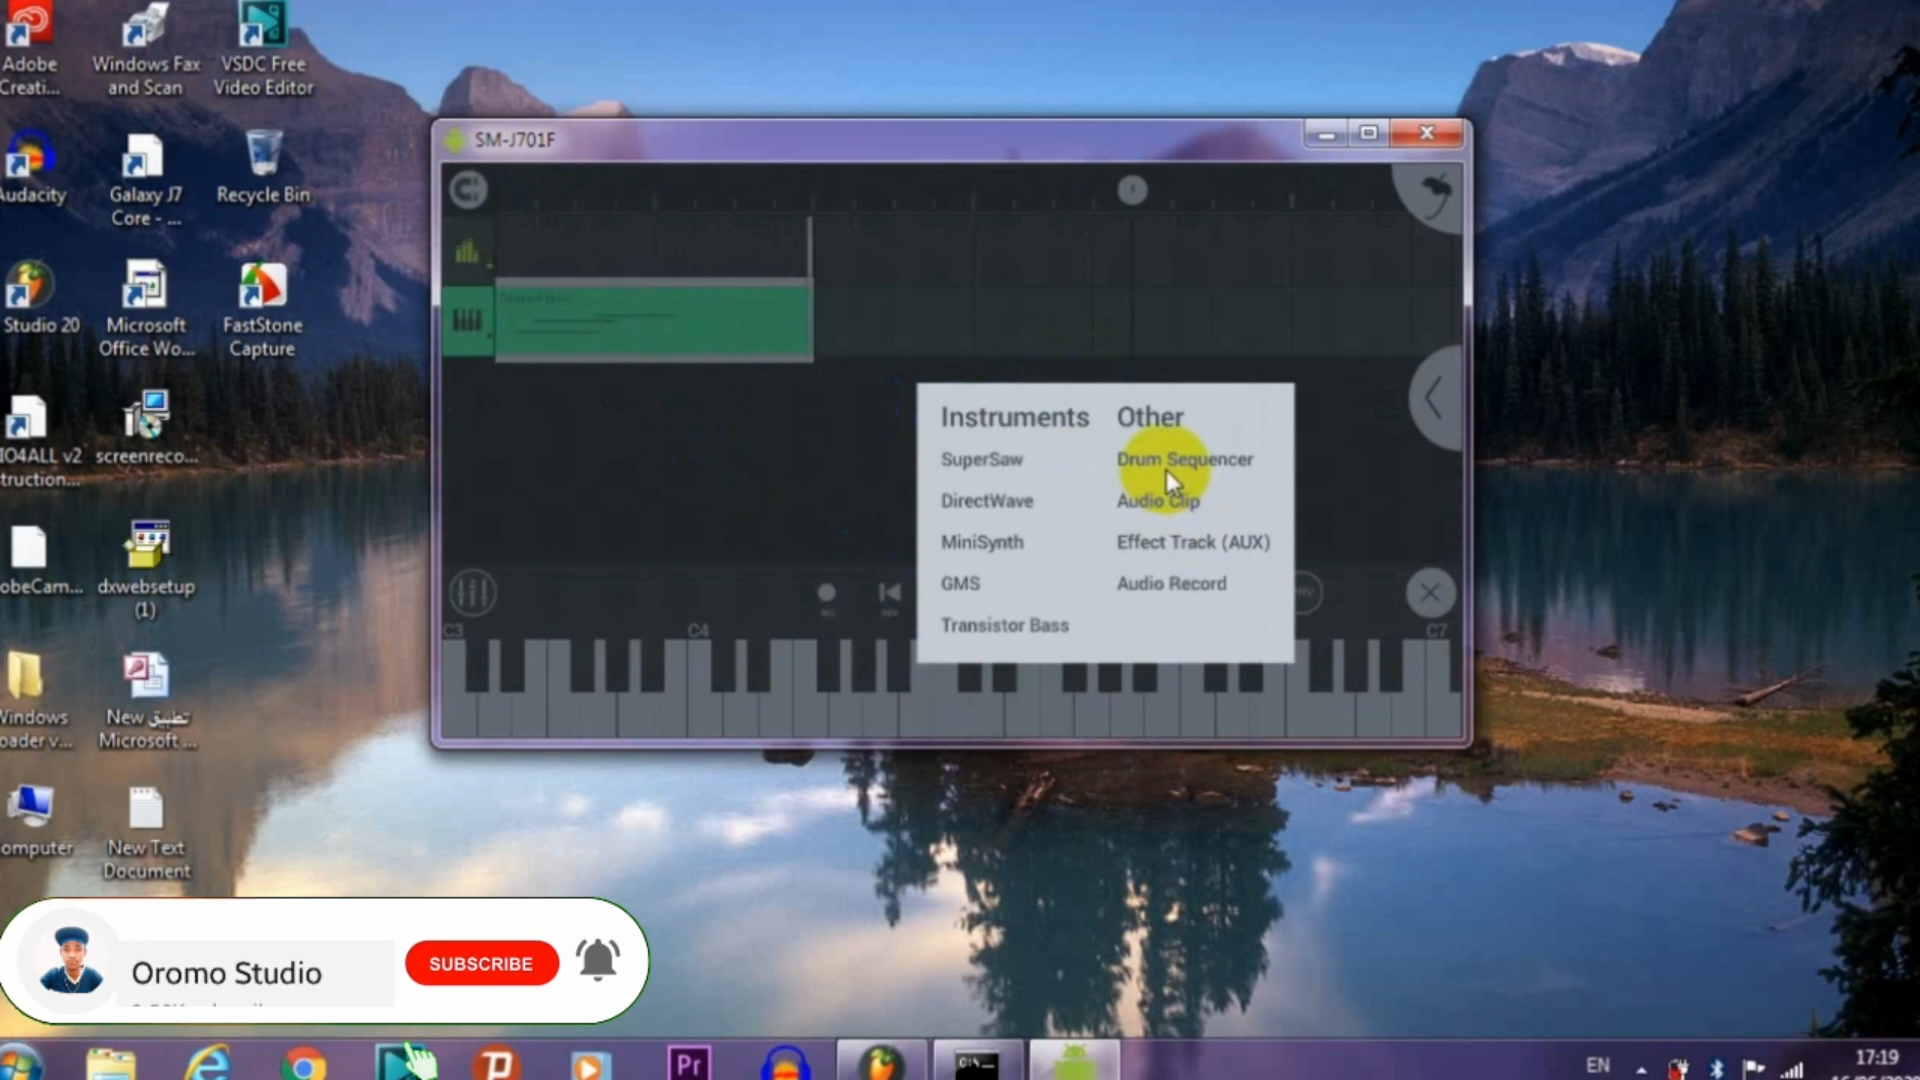 Adobe
Creati...
Windows Fax
and Scan
VSDC Free
Video Editor
Audacity
Galaxy J7
Core - ...
Recycle Bin
Studio 20
Microsoft
Office Wo...
FastStone
Capture
IO4ALL v2
truction...
screenreco...
obeCam...
dxwebsetup
(1)
Windows
oader v...
New تطبيق
Microsoft ...
omputer
New Text
Document
SM-J701F
Instruments
SuperSaw
DirectWave
MiniSynth
GMS
Transistor Bass
Other
Drum Sequencer
Audio Clip
Effect Track (AUX)
Audio Record
C3
C4
C7
Oromo Studio
SUBSCRIBE
Pr
C:\_
EN
17:19